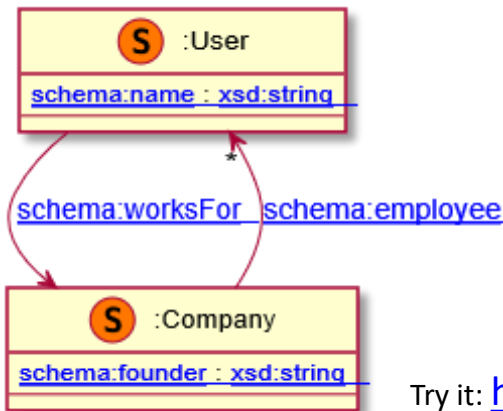 S :User
schema:name : xsd:string
*
schema:worksFor schema:employee
S :Company
schema:founder : xsd:string
Try it: h